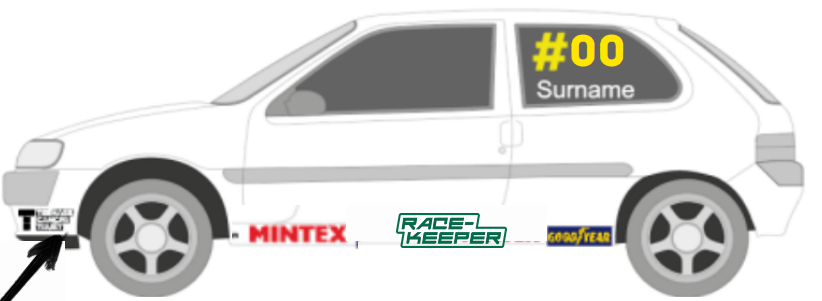 #00
Surname
MINTEX
RACE-
KEEPER
GOODYEAR
T